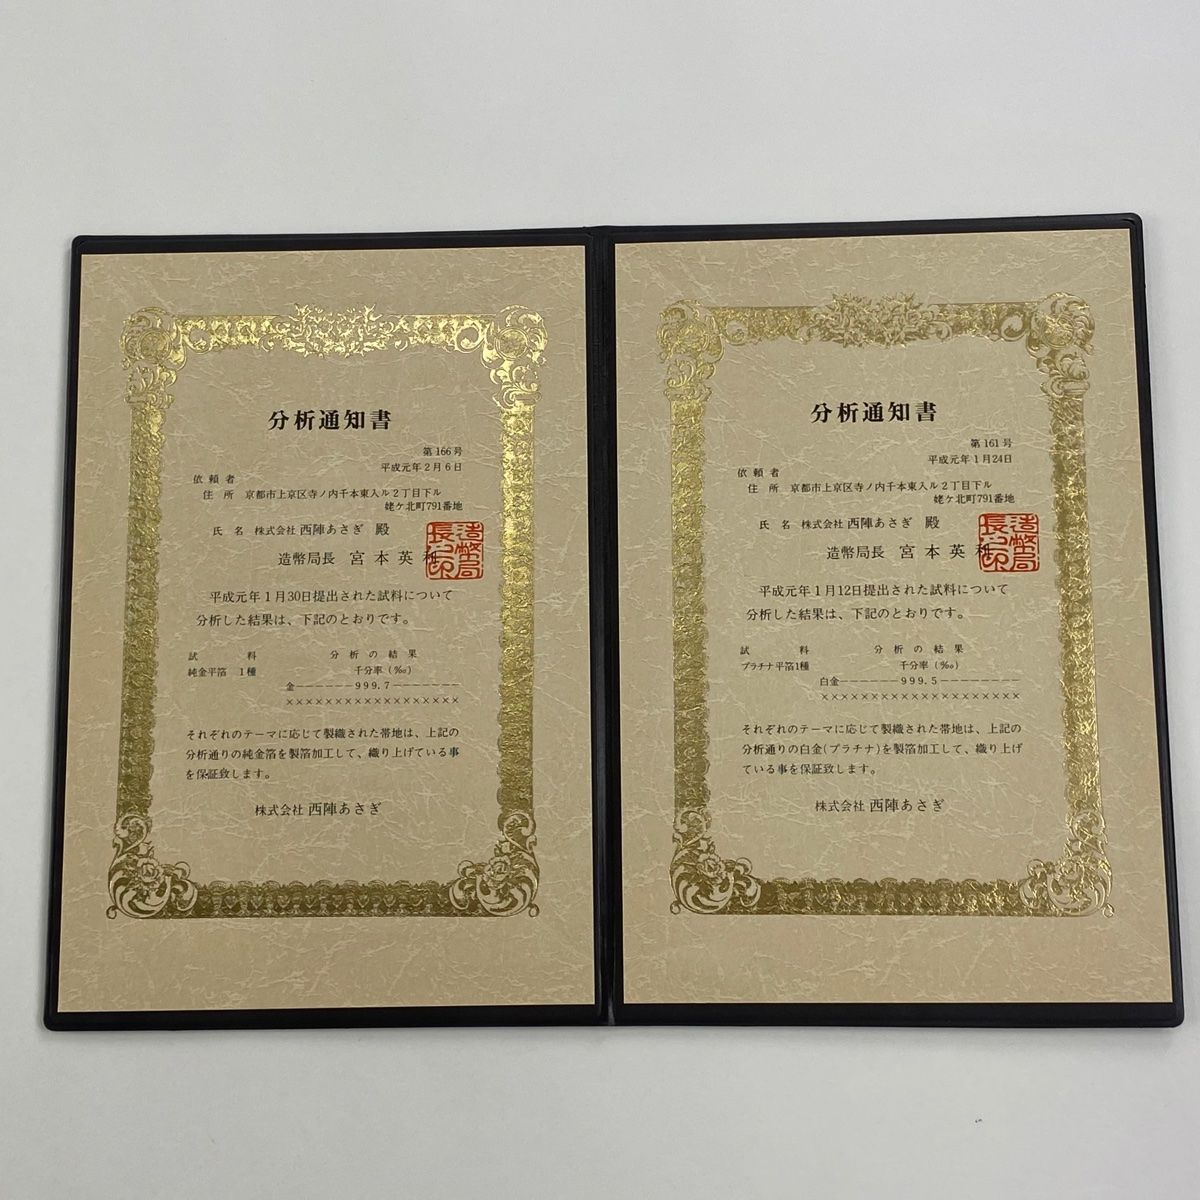 分析通知書
第166号
平成元年2月6日
依頼者
住所 京都市上京区寺ノ内千本東入ル2丁目下ル
姥ケ北町791番地
氏名 株式会社 西陣あさぎ 殿
造幣局長 宮本英利
造幣局長之印
平成元年1月30日提出された試料について
分析した結果は、下記のとおりです。
試料 分析の結果
純金平箔 1種 千分率(‰)
金――――――999.7―――――――
××××××××××××××××××
それぞれのテーマに応じて製織された帯地は、上記の
分析通りの純金箔を製箔加工して、織り上げている事
を保証致します。
株式会社 西陣あさぎ
分析通知書
第161号
平成元年1月24日
依頼者
住所 京都市上京区寺ノ内千本東入ル2丁目下ル
姥ケ北町791番地
氏名 株式会社 西陣あさぎ 殿
造幣局長 宮本英利
造幣局長之印
平成元年1月12日提出された試料について
分析した結果は、下記のとおりです。
試料 分析の結果
プラチナ平箔1種 千分率(‰)
白金――――――999.5――――――――
××××××××××××××××××××
それぞれのテーマに応じて製織された帯地は、上記の
分析通りの白金(プラチナ)を製箔加工して、織り上げ
ている事を保証致します。
株式会社 西陣あさぎ